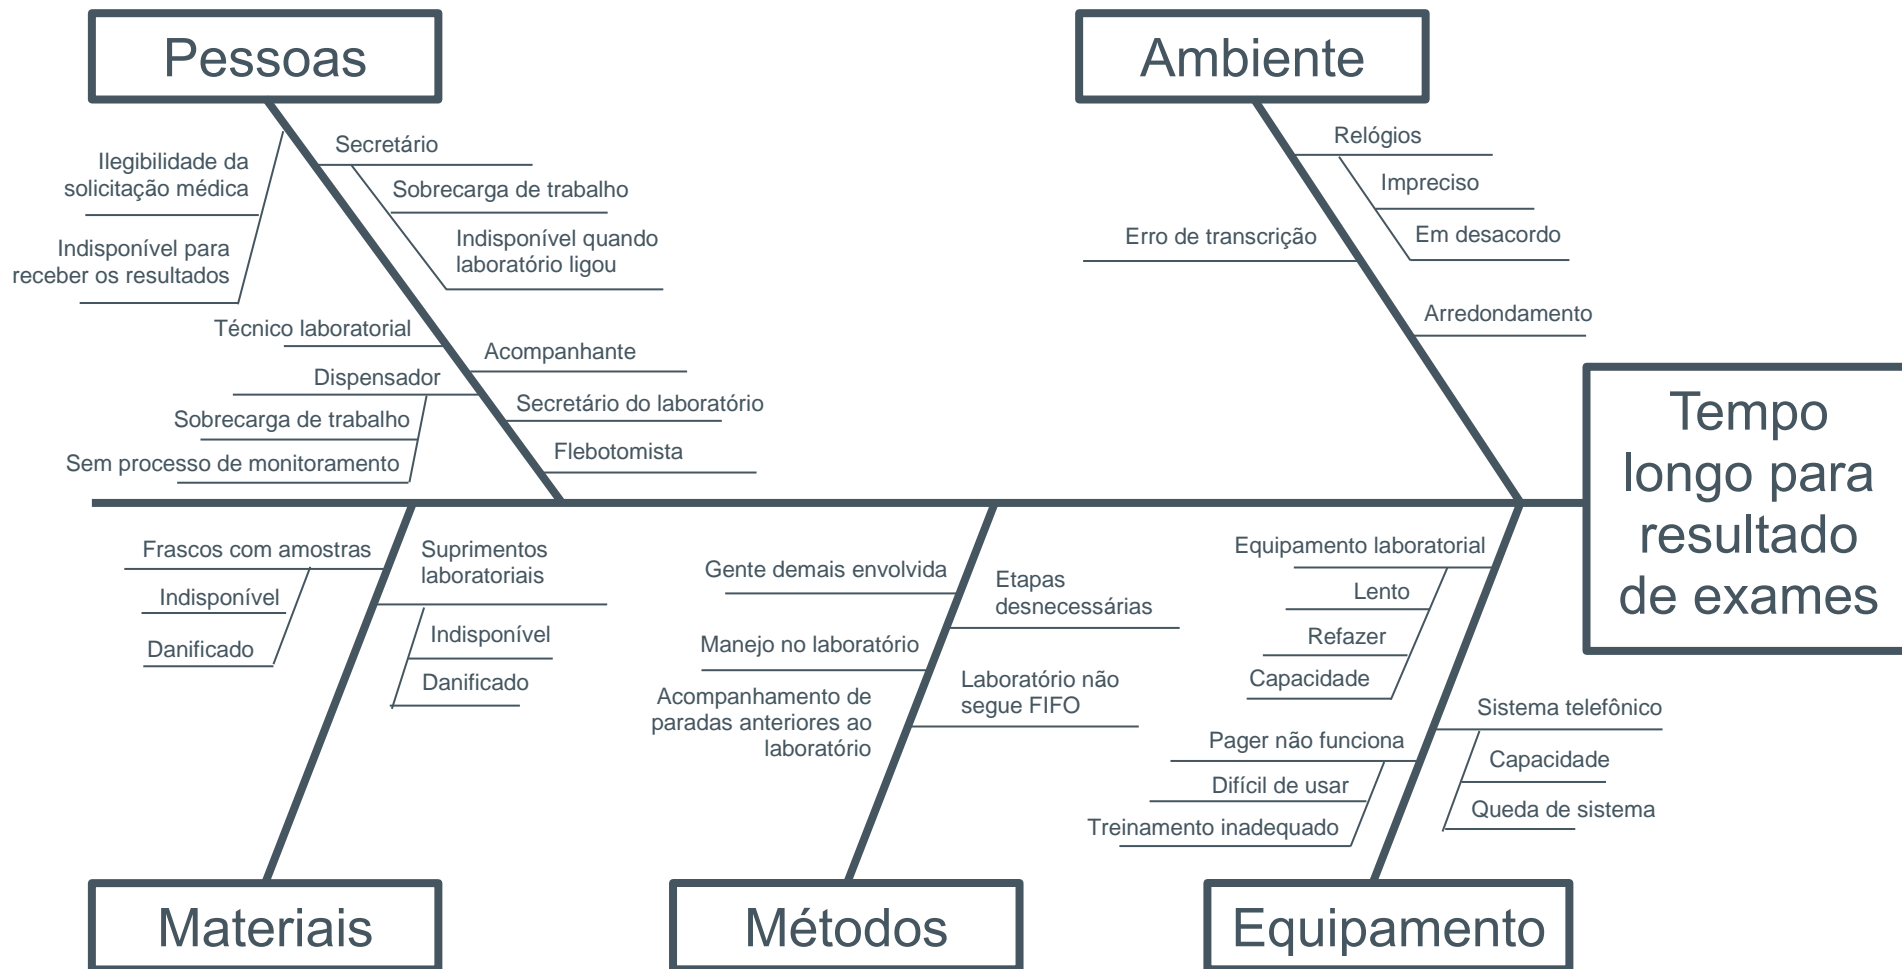 Pessoas
Ambiente
Ilegibilidade da
solicitação médica
Indisponível para
receber os resultados
Secretário
Sobrecarga de trabalho
Indisponível quando
laboratório ligou
Técnico laboratorial
Dispensador
Sobrecarga de trabalho
Sem processo de monitoramento
Acompanhante
Secretário do laboratório
Flebotomista
Relógios
Impreciso
Em desacordo
Erro de transcrição
Arredondamento
Tempo
longo para
resultado
de exames
Frascos com amostras
Indisponível
Danificado
Suprimentos
laboratoriais
Indisponível
Danificado
Gente demais envolvida
Manejo no laboratório
Acompanhamento de
paradas anteriores ao
laboratório
Etapas
desnecessárias
Laboratório não
segue FIFO
Equipamento laboratorial
Lento
Refazer
Capacidade
Pager não funciona
Difícil de usar
Treinamento inadequado
Sistema telefônico
Capacidade
Queda de sistema
Materiais
Métodos
Equipamento